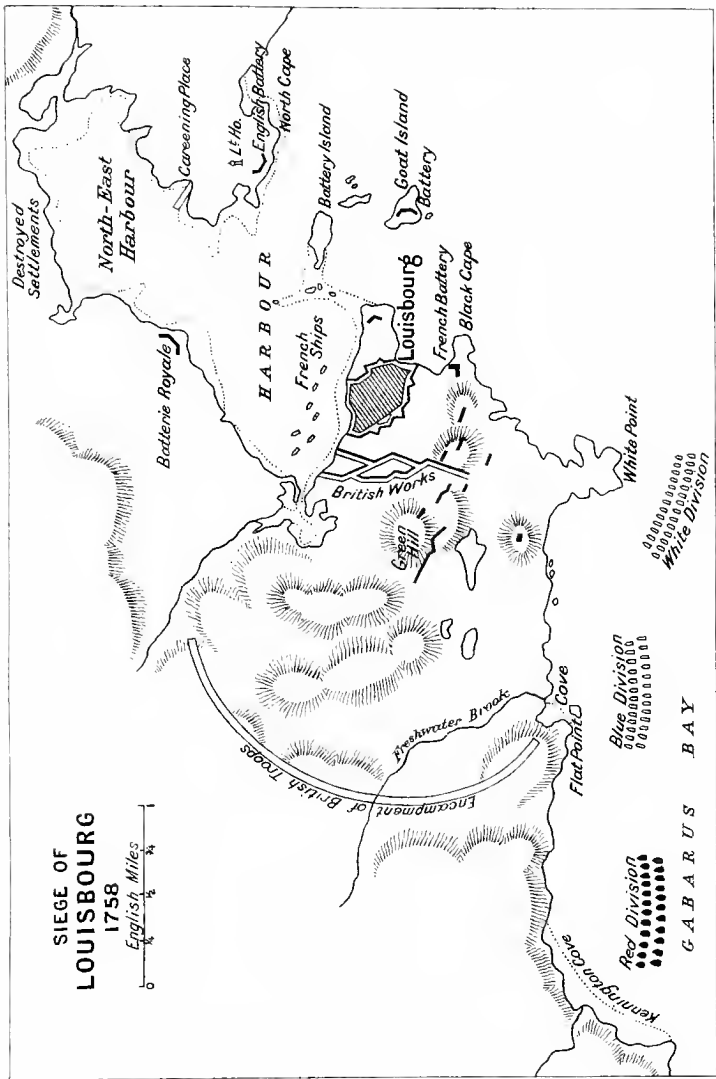 SIEGE OF
LOUISBOURG
1758
English Miles
0 ¼ ½ ¾ 1
Destroyed
Settlements
North-East
Harbour
Careening Place
Lt. Ho.
English Battery
North Cape
Battery Island
Goat Island
Battery
Batterie Royale
HARBOUR
French
Ships
Louisbourg
French Battery
Black Cape
British Works
Green
Hill
White Point
White Division
Encampment of British Troops
Freshwater Brook
Cove
Flat Point
Blue Division
Red Division
Kennington Cove
GABARUS BAY